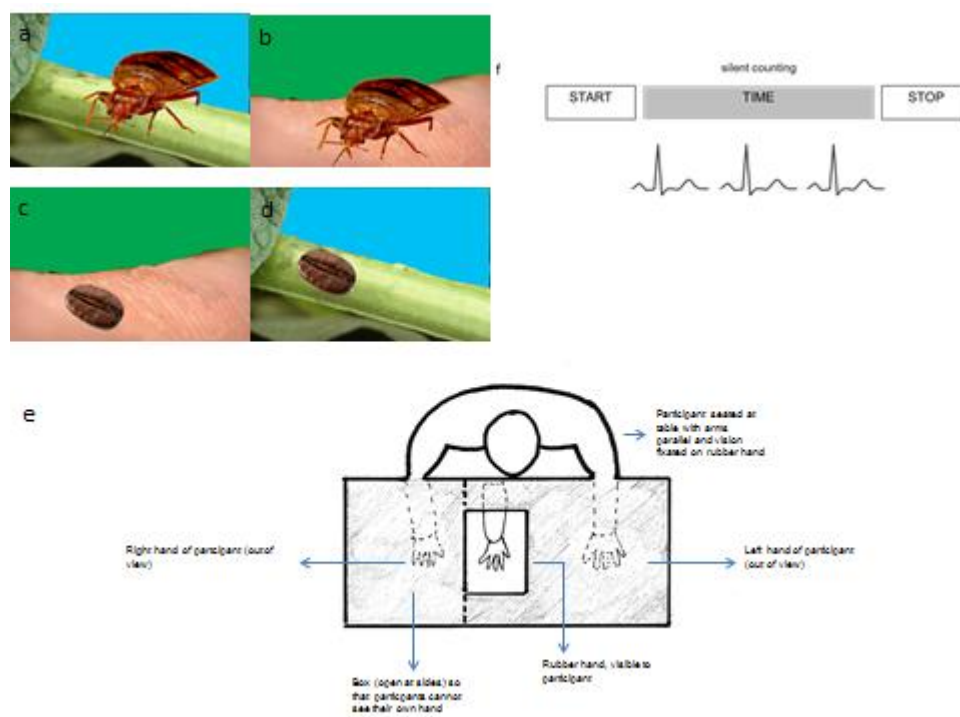 a
b
f
silent counting
START
TIME
STOP
c
d
e
Participant seated at
table with arms
parallel and vision
fixated on rubber hand
Right hand of participant (out of
view)
Left hand of participant
(out of view)
Box (open at sides) so
that participants cannot
see their own hand
Rubber hand, visible to
participant